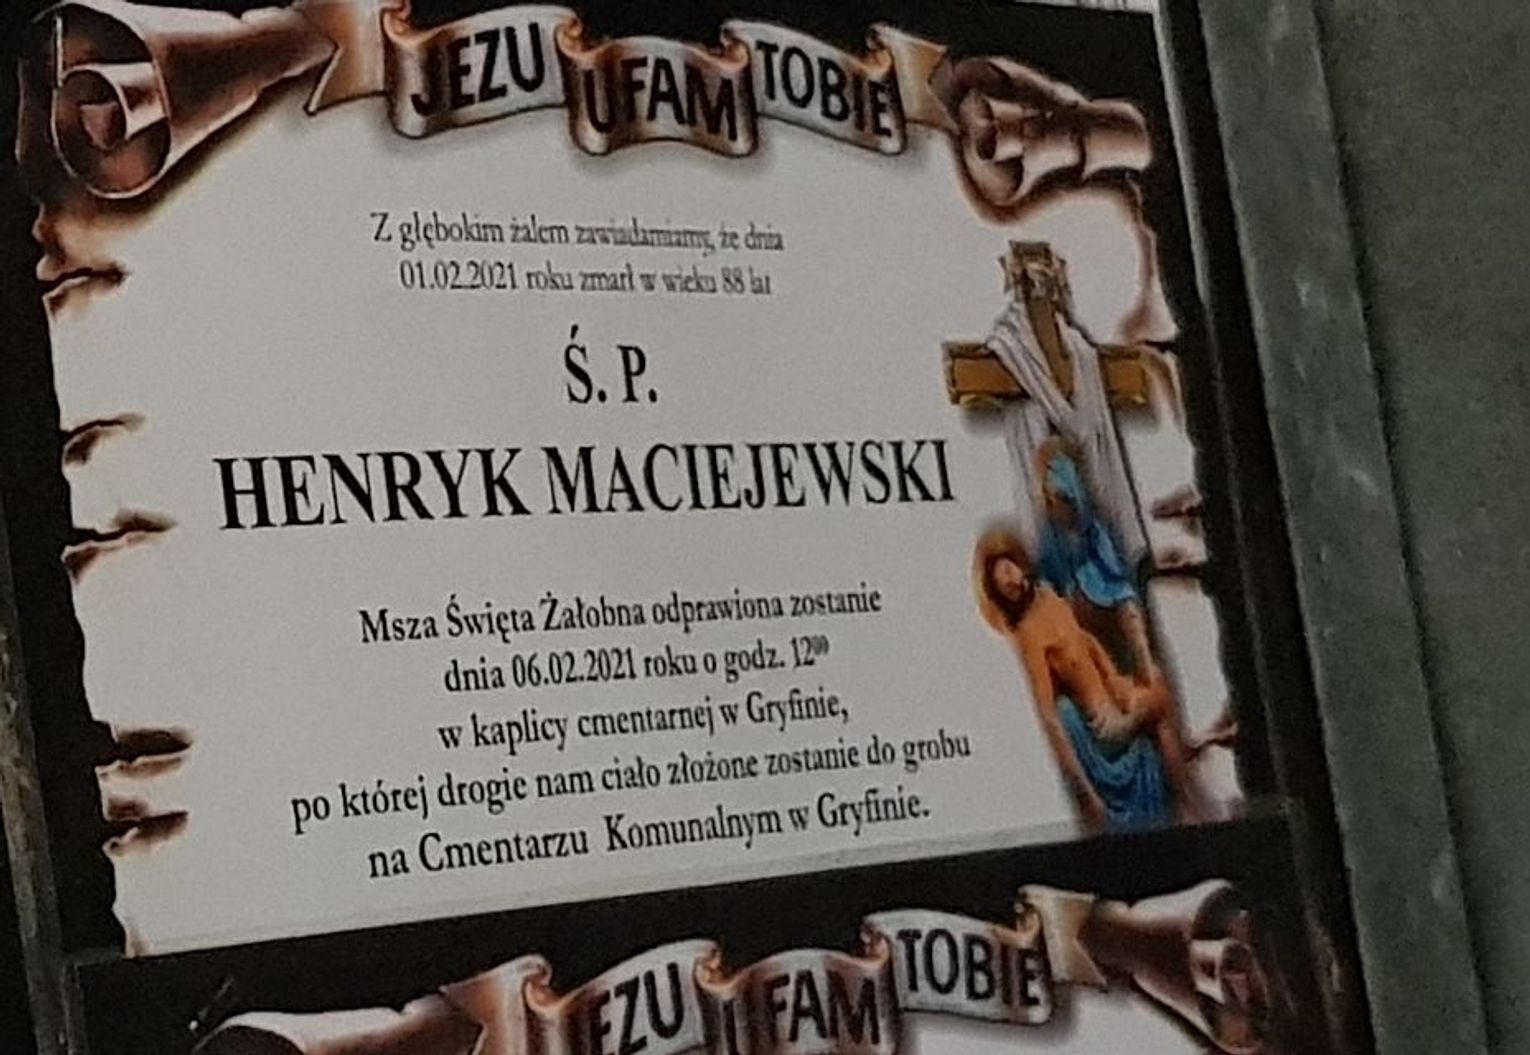 JEZU UFAM TOBIE
Z głębokim żalem zawiadamiamy, że dnia
01.02.2021 roku zmarł w wieku 88 lat
Ś. P.
HENRYK MACIEJEWSKI
Msza Święta Żałobna odprawiona zostanie
dnia 06.02.2021 roku o godz. 12⁰⁰
w kaplicy cmentarnej w Gryfinie,
po której drogie nam ciało złożone zostanie do grobu
na Cmentarzu Komunalnym w Gryfinie.
JEZU UFAM TOBIE